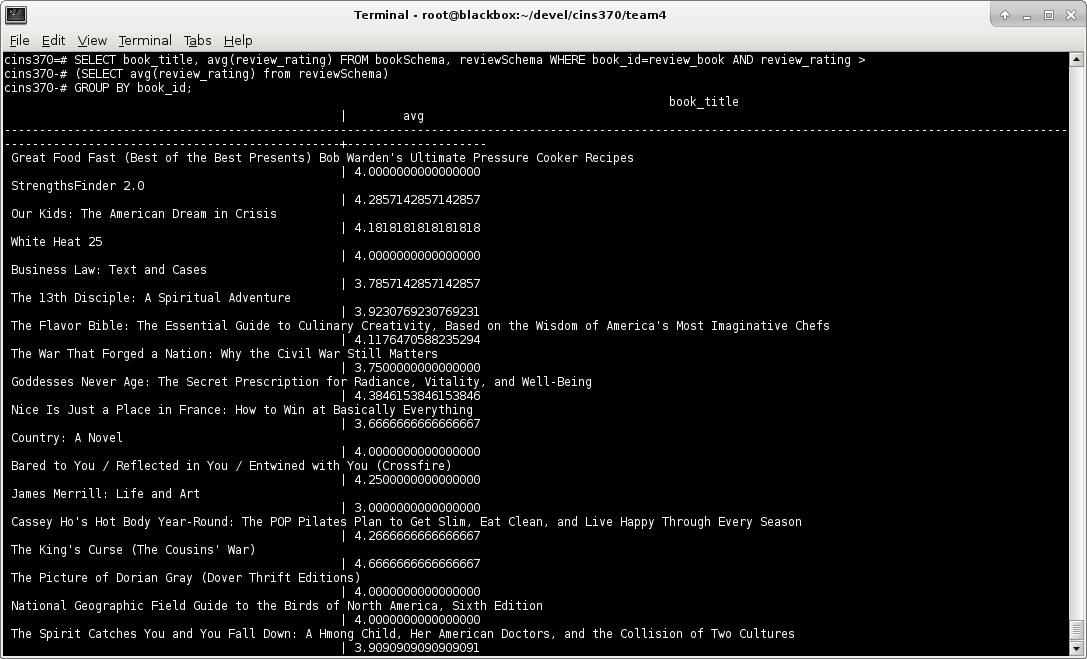 Terminal - root@blackbox:~/devel/cins370/team4
File Edit View Terminal Tabs Help
cins370=# SELECT book_title, avg(review_rating) FROM bookSchema, reviewSchema WHERE book_id=review_book AND review_rating >
cins370-# (SELECT avg(review_rating) from reviewSchema)
cins370-# GROUP BY book_id;
book_title
| avg
--------------------------------------------------------------------------------------------------------------------------------------------------------
------------------------------------------------+--------------------
Great Food Fast (Best of the Best Presents) Bob Warden's Ultimate Pressure Cooker Recipes
| 4.0000000000000000
StrengthsFinder 2.0
| 4.2857142857142857
Our Kids: The American Dream in Crisis
| 4.1818181818181818
White Heat 25
| 4.0000000000000000
Business Law: Text and Cases
| 3.7857142857142857
The 13th Disciple: A Spiritual Adventure
| 3.9230769230769231
The Flavor Bible: The Essential Guide to Culinary Creativity, Based on the Wisdom of America's Most Imaginative Chefs
| 4.1176470588235294
The War That Forged a Nation: Why the Civil War Still Matters
| 3.7500000000000000
Goddesses Never Age: The Secret Prescription for Radiance, Vitality, and Well-Being
| 4.3846153846153846
Nice Is Just a Place in France: How to Win at Basically Everything
| 3.6666666666666667
Country: A Novel
| 4.0000000000000000
Bared to You / Reflected in You / Entwined with You (Crossfire)
| 4.2500000000000000
James Merrill: Life and Art
| 3.0000000000000000
Cassey Ho's Hot Body Year-Round: The POP Pilates Plan to Get Slim, Eat Clean, and Live Happy Through Every Season
| 4.2666666666666667
The King's Curse (The Cousins' War)
| 4.6666666666666667
The Picture of Dorian Gray (Dover Thrift Editions)
| 4.0000000000000000
National Geographic Field Guide to the Birds of North America, Sixth Edition
| 4.0000000000000000
The Spirit Catches You and You Fall Down: A Hmong Child, Her American Doctors, and the Collision of Two Cultures
| 3.9090909090909091